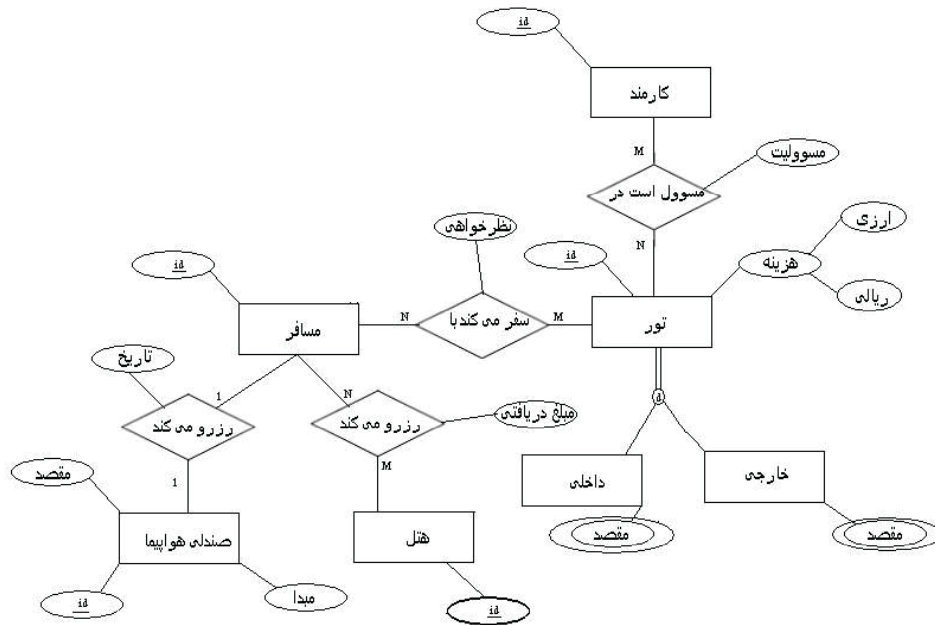 id
کارمند
M
مسوولیت
مسوول است در
ارزی
نظرخواهی
N
id
هزینه
id
ریالی
مسافر
N
سفر می کندبا
M
تور
تاریخ
1
N
d
رزرو می کند
رزرو می کند
مبلغ دریافتی
M
مقصد
1
داخلی
خارجی
صندلی هواپیما
هتل
مقصد
مقصد
id
مبدا
id